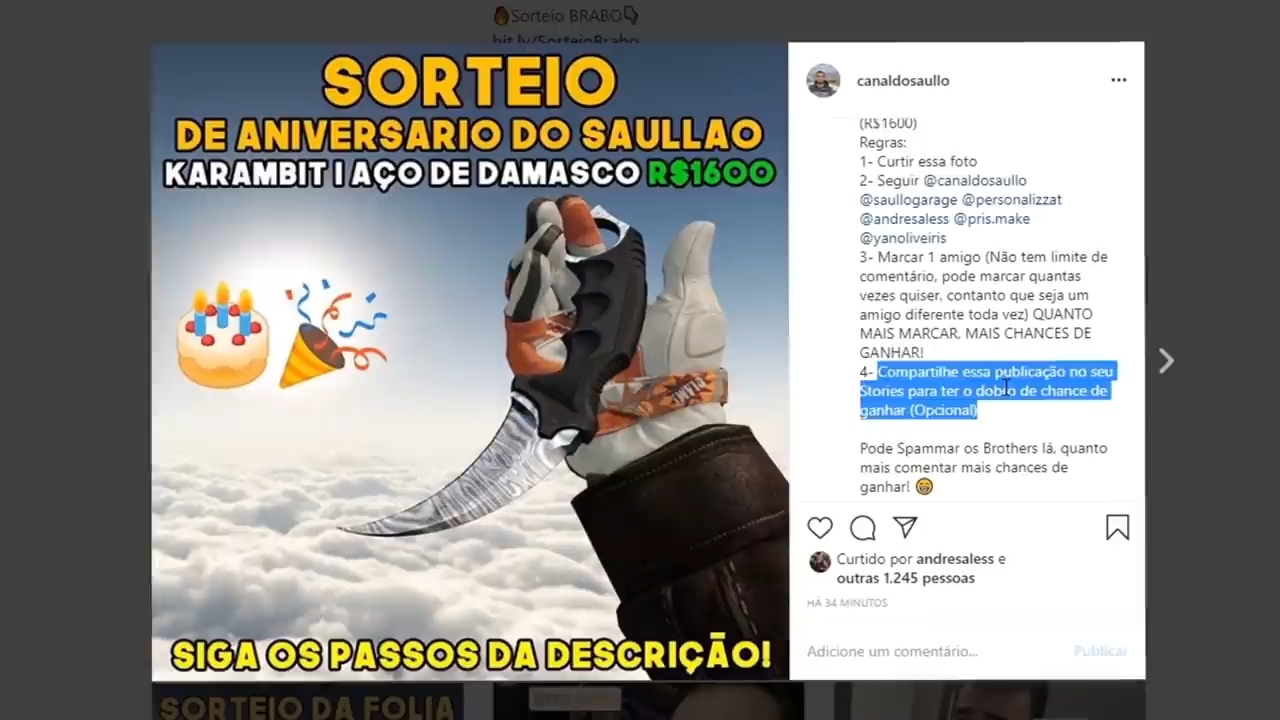 Sorteio BRABO
bit.ly/SorteioBrabo
SORTEIO
DE ANIVERSARIO DO SAULLAO
KARAMBIT | AÇO DE DAMASCO R$1600
PLAME
SIGA OS PASSOS DA DESCRIÇÃO!
canaldosaullo
(R$1600)
Regras:
1- Curtir essa foto
2- Seguir @canaldosaullo
@saullogarage @personalizzat
@andresaless @pris.make
@yanoliveiris
3- Marcar 1 amigo (Não tem limite de
comentário, pode marcar quantas
vezes quiser, contanto que seja um
amigo diferente toda vez) QUANTO
MAIS MARCAR, MAIS CHANCES DE
GANHAR!
4- Compartilhe essa publicação no seu
Stories para ter o dobro de chance de
ganhar (Opcional)
Pode Spammar os Brothers lá, quanto
mais comentar mais chances de
ganhar!
Curtido por andresaless e
outras 1.245 pessoas
HÁ 34 MINUTOS
Adicione um comentário...
Publicar
SORTEIO DA FOLIA